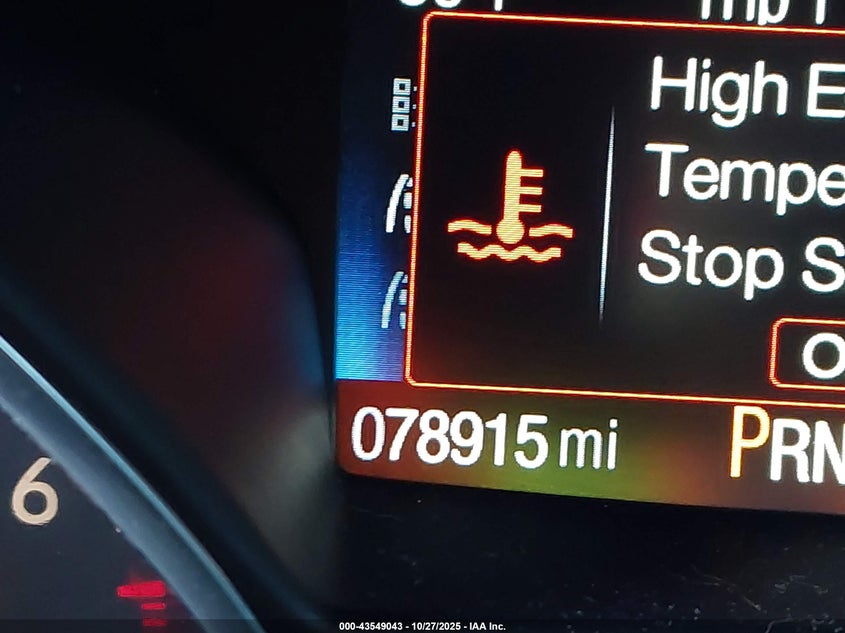 High E
Tempe
Stop S
O
078915 mi PRN
6
000-43549043 - 10/27/2025 - IAA Inc.